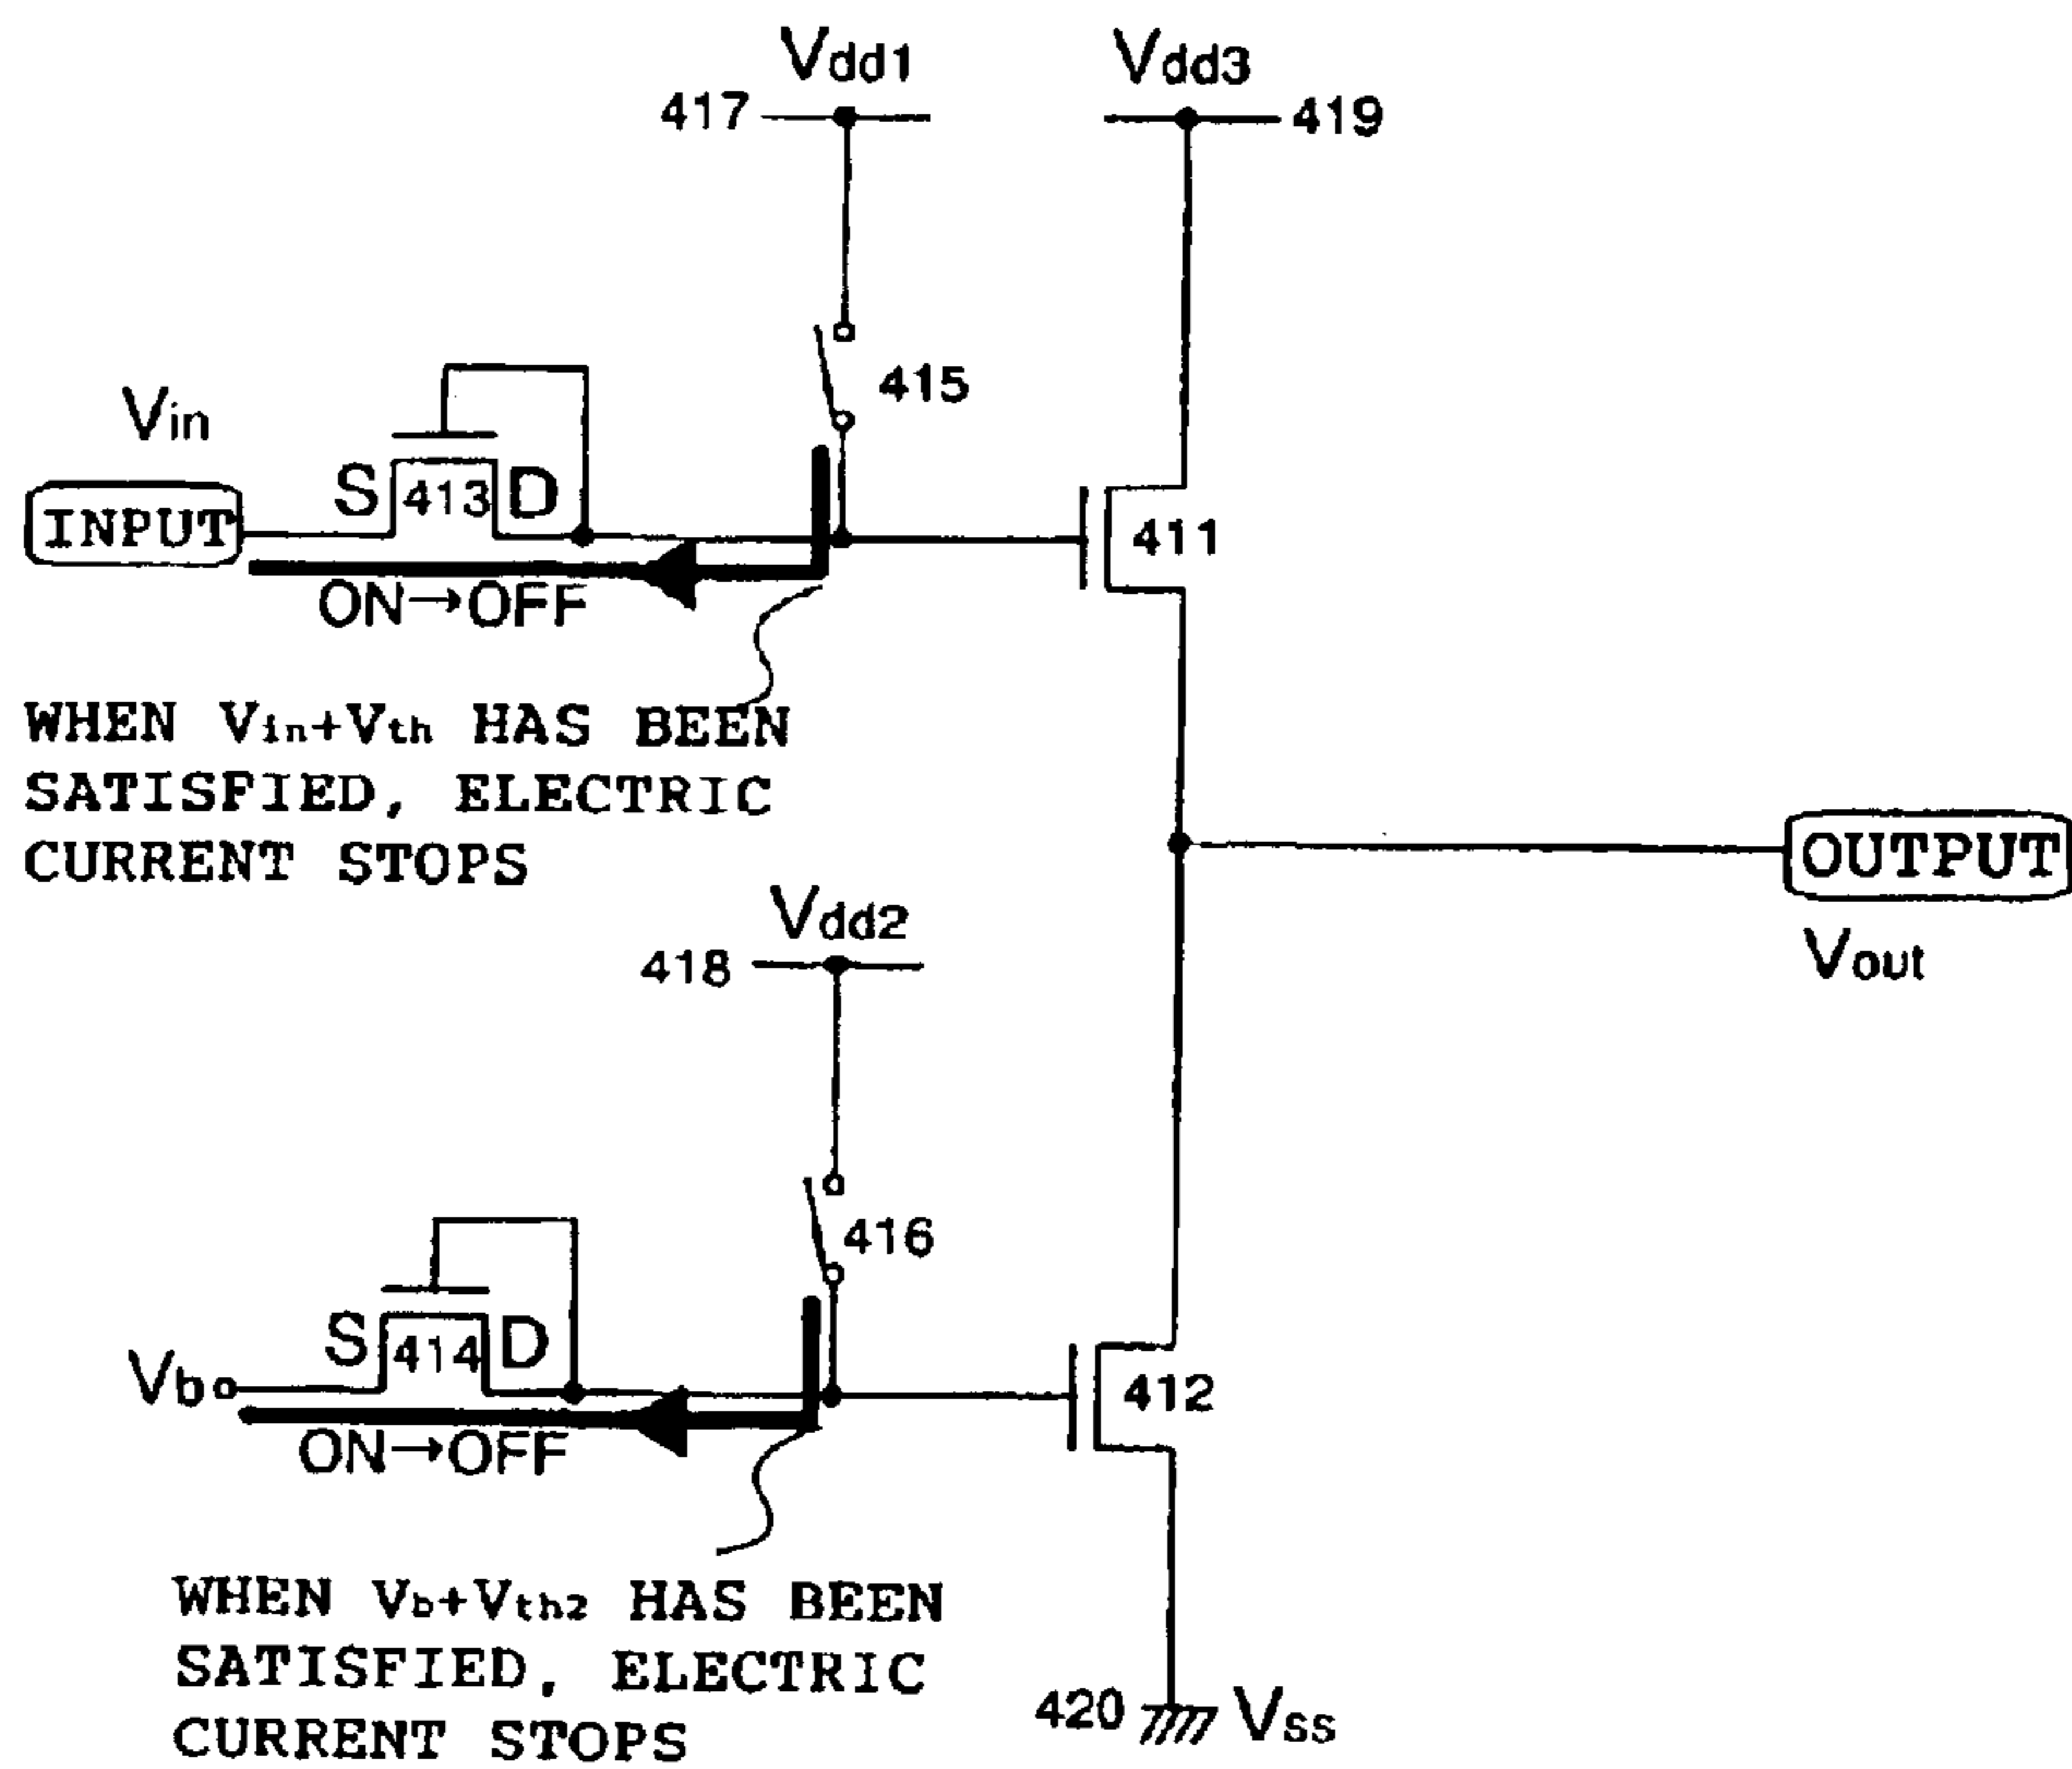 Vdd1
Vdd3
417
419
415
Vin
S
413
D
INPUT
411
ON→OFF
WHEN Vin+Vth HAS BEEN
SATISFIED, ELECTRIC
CURRENT STOPS
OUTPUT
Vout
Vdd2
418
416
S
414
D
Vb
412
ON→OFF
WHEN Vb+Vth2 HAS BEEN
SATISFIED, ELECTRIC
CURRENT STOPS
420
Vss